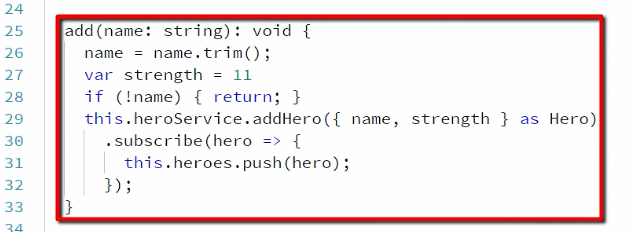 24
25 add(name: string): void {
26 name = name.trim();
27 var strength = 11
28 if (!name) { return; }
29 this.heroService.addHero({ name, strength } as Hero)
30 .subscribe(hero => {
31 this.heroes.push(hero);
32 });
33 }
34